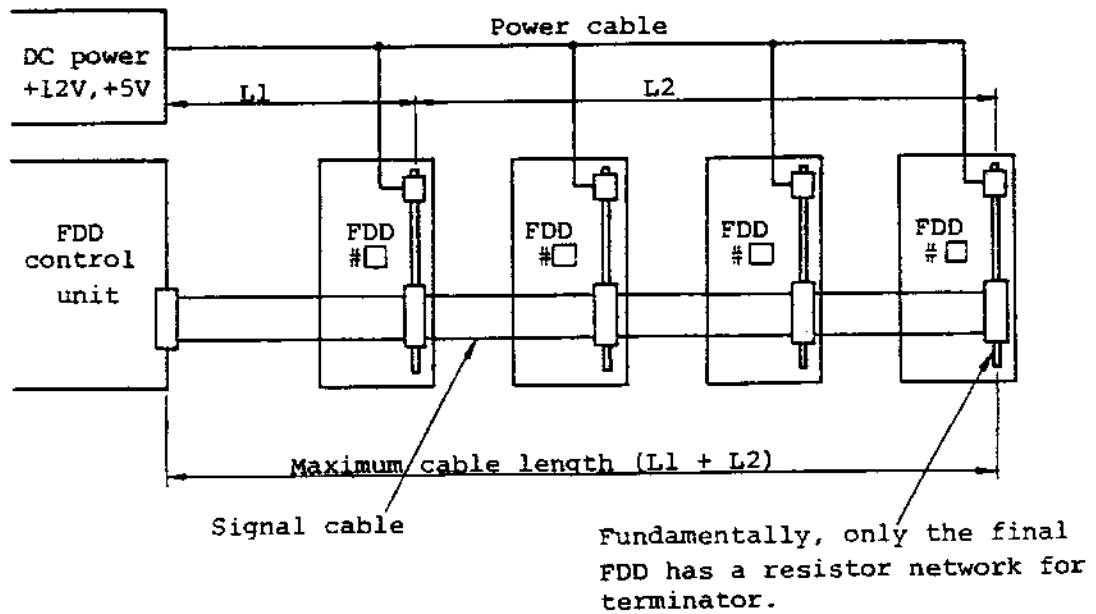 Power cable
DC power
+12V,+5V
L1
L2
FDD
control
unit
FDD
#□
FDD
#□
FDD
#□
FDD
#□
Maximum cable length (L1 + L2)
Signal cable
Fundamentally, only the final
FDD has a resistor network for
terminator.